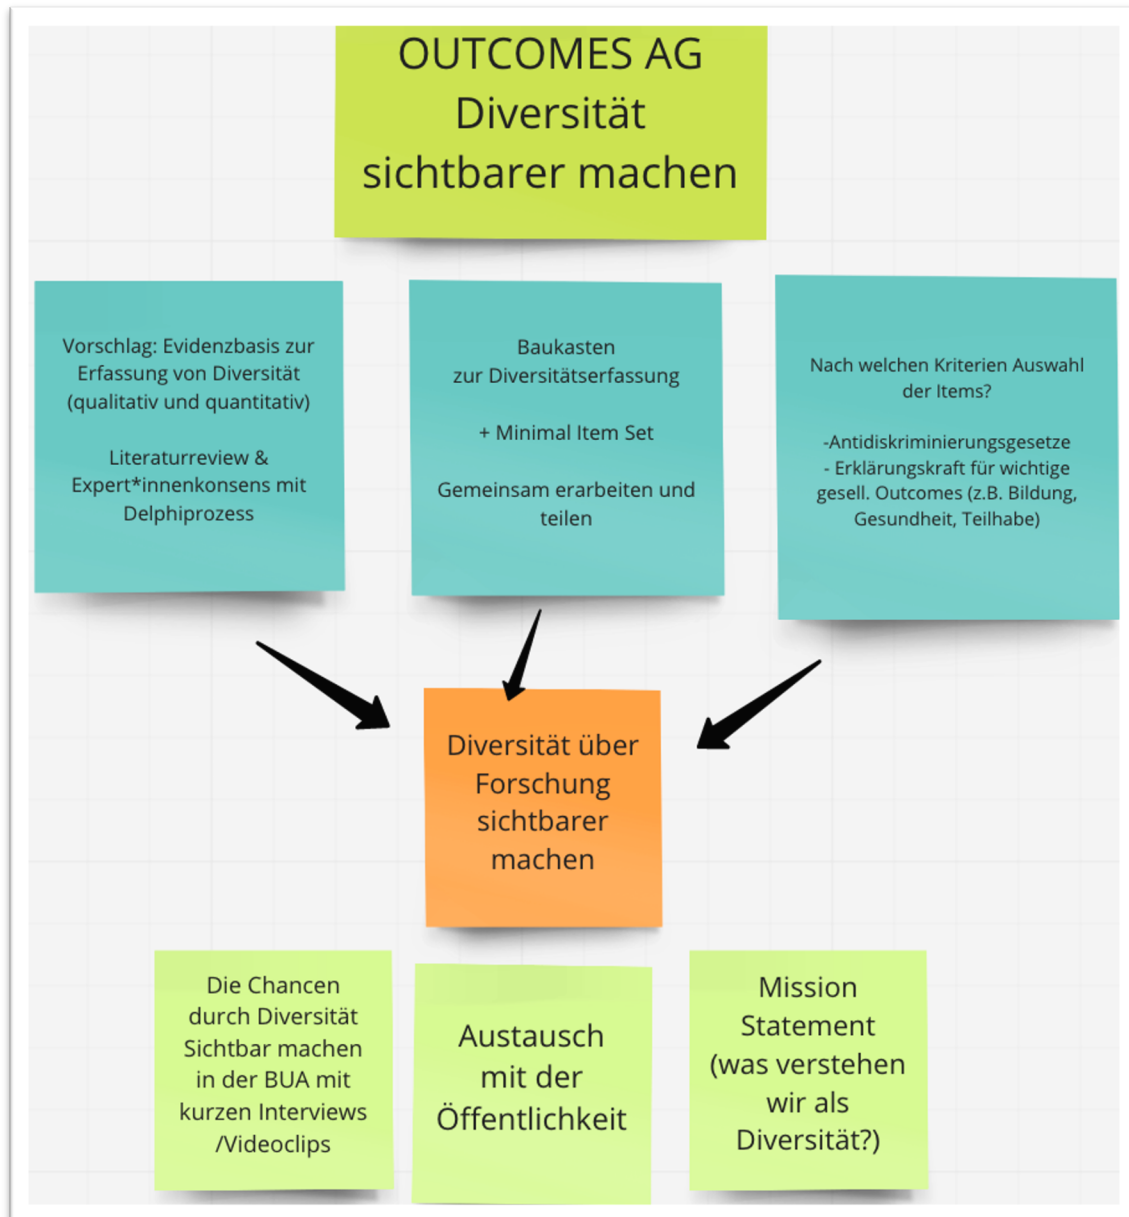 OUTCOMES AG
Diversität
sichtbarer machen
Vorschlag: Evidenzbasis zur
Erfassung von Diversität
(qualitativ und quantitativ)
Literaturreview &
Expert*innenkonsens mit
Delphiprozess
Baukasten
zur Diversitätserfassung
+ Minimal Item Set
Gemeinsam erarbeiten und
teilen
Nach welchen Kriterien Auswahl
der Items?
-Antidiskriminierungsgesetze
- Erklärungskraft für wichtige
gesell. Outcomes (z.B. Bildung,
Gesundheit, Teilhabe)
Diversität über
Forschung
sichtbarer
machen
Die Chancen
durch Diversität
Sichtbar machen
in der BUA mit
kurzen Interviews
/Videoclips
Austausch
mit der
Öffentlichkeit
Mission
Statement
(was verstehen
wir als
Diversität?)